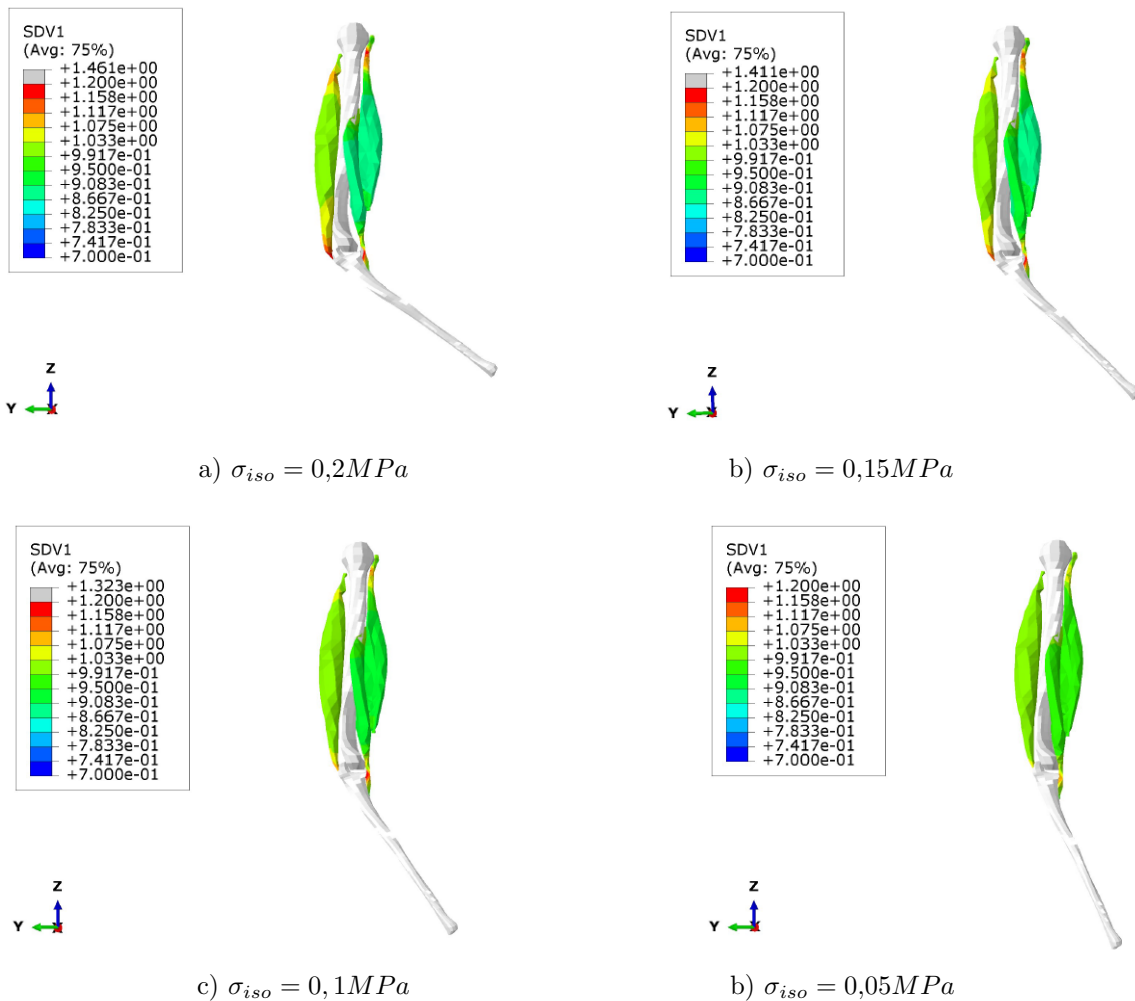 SDV1
(Avg: 75%)
+1.461e+00
+1.200e+00
+1.158e+00
+1.117e+00
+1.075e+00
+1.033e+00
+9.917e-01
+9.500e-01
+9.083e-01
+8.667e-01
+8.250e-01
+7.833e-01
+7.417e-01
+7.000e-01
Z
Y
X
a) σ_iso = 0,2MPa
SDV1
(Avg: 75%)
+1.411e+00
+1.200e+00
+1.158e+00
+1.117e+00
+1.075e+00
+1.033e+00
+9.917e-01
+9.500e-01
+9.083e-01
+8.667e-01
+8.250e-01
+7.833e-01
+7.417e-01
+7.000e-01
Z
Y
X
b) σ_iso = 0,15MPa
SDV1
(Avg: 75%)
+1.323e+00
+1.200e+00
+1.158e+00
+1.117e+00
+1.075e+00
+1.033e+00
+9.917e-01
+9.500e-01
+9.083e-01
+8.667e-01
+8.250e-01
+7.833e-01
+7.417e-01
+7.000e-01
Z
Y
X
c) σ_iso = 0, 1MPa
SDV1
(Avg: 75%)
+1.200e+00
+1.158e+00
+1.117e+00
+1.075e+00
+1.033e+00
+9.917e-01
+9.500e-01
+9.083e-01
+8.667e-01
+8.250e-01
+7.833e-01
+7.417e-01
+7.000e-01
Z
Y
X
b) σ_iso = 0,05MPa